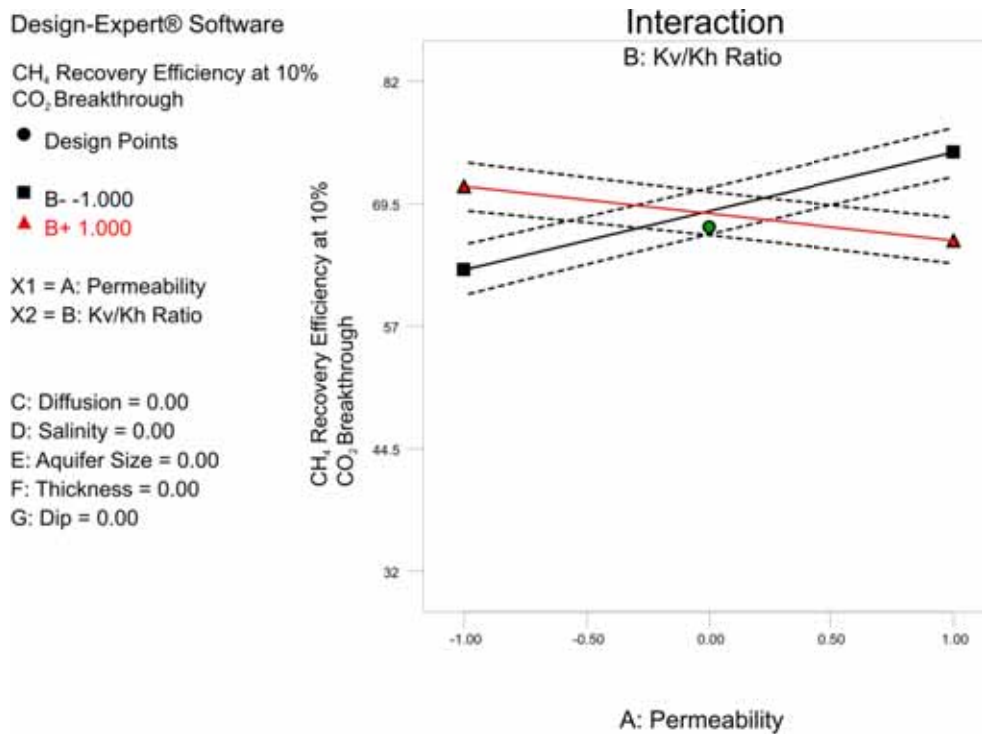 Design-Expert® Software
CH₄ Recovery Efficiency at 10%
CO₂ Breakthrough
Design Points
B- -1.000
B+ 1.000
X1 = A: Permeability
X2 = B: Kv/Kh Ratio
C: Diffusion = 0.00
D: Salinity = 0.00
E: Aquifer Size = 0.00
F: Thickness = 0.00
G: Dip = 0.00
Interaction
B: Kv/Kh Ratio
CH₄ Recovery Efficiency at 10%
CO₂ Breakthrough
82
69.5
57
44.5
32
-1.00
-0.50
0.00
0.50
1.00
A: Permeability